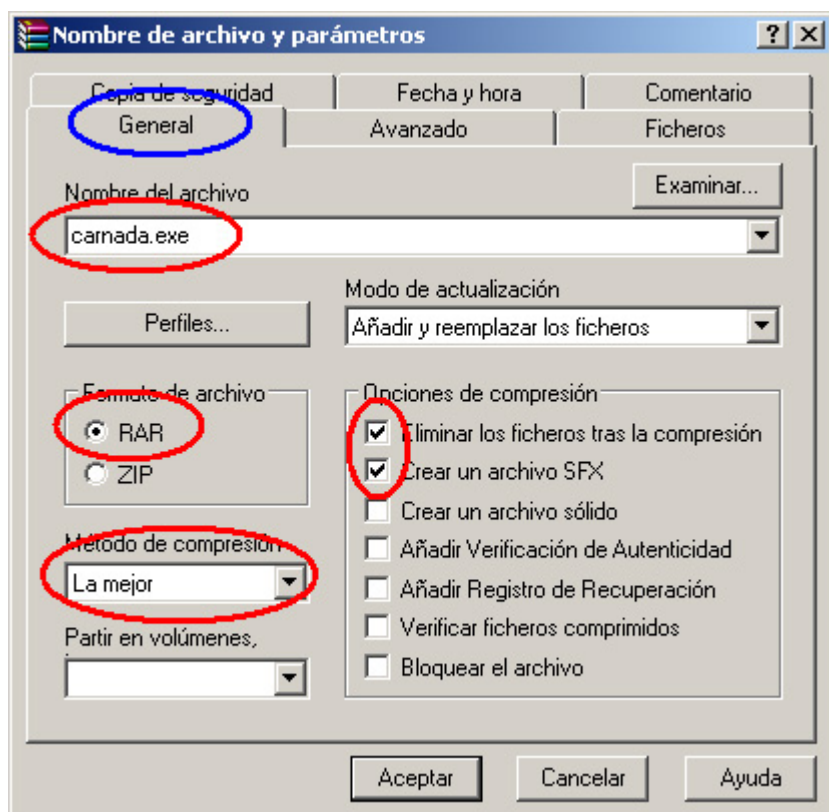 Nombre de archivo y parámetros
Copia de seguridad Fecha y hora Comentario
General Avanzado Ficheros
Nombre del archivo Examinar...
carnada.exe
Modo de actualización
Perfiles... Añadir y reemplazar los ficheros
Formato de archivo
RAR
ZIP
Opciones de compresión
Eliminar los ficheros tras la compresión
Crear un archivo SFX
Crear un archivo sólido
Añadir Verificación de Autenticidad
Añadir Registro de Recuperación
Verificar ficheros comprimidos
Bloquear el archivo
Método de compresión
La mejor
Partir en volúmenes,
Aceptar Cancelar Ayuda